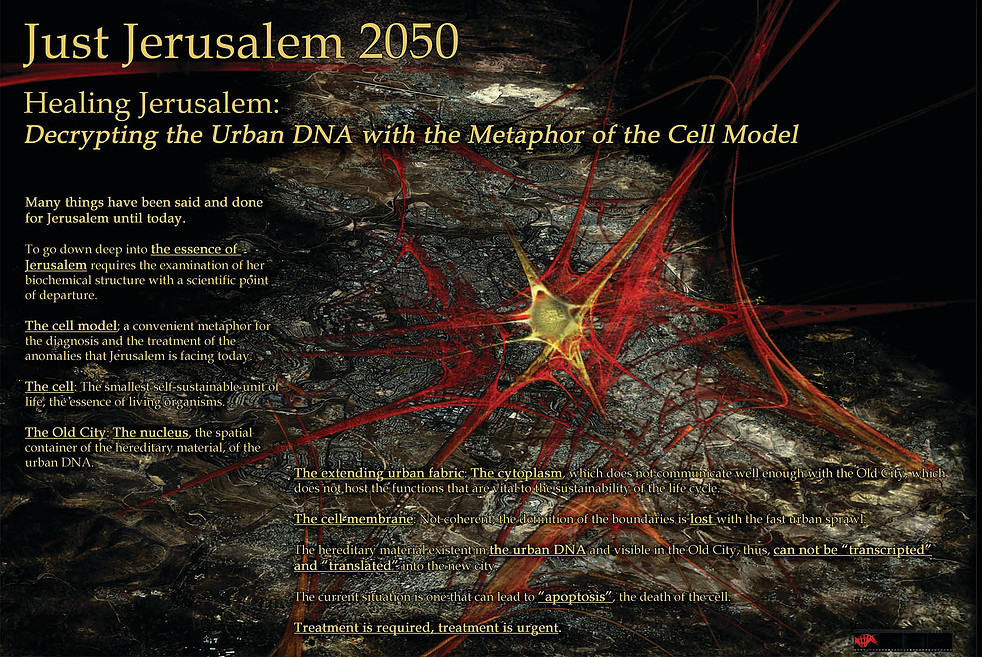 Just Jerusalem 2050
Healing Jerusalem:
Decrypting the Urban DNA with the Metaphor of the Cell Model
Many things have been said and done
for Jerusalem until today.
To go down deep into the essence of
Jerusalem requires the examination of her
biochemical structure with a scientific point
of departure.
The cell model; a convenient metaphor for
the diagnosis and the treatment of the
anomalies that Jerusalem is facing today.
The cell: The smallest self-sustainable unit of
life, the essence of living organisms.
The Old City: The nucleus, the spatial
container of the hereditary material, of the
urban DNA.
The extending urban fabric: The cytoplasm, which does not communicate well enough with the Old City, which
does not host the functions that are vital to the sustainability of the life cycle.
The cell-membrane: Not coherent; the definition of the boundaries is lost with the fast urban sprawl.
The hereditary material existent in the urban DNA and visible in the Old City, thus, can not be “transcripted”
and “translated” into the new city.
The current situation is one that can lead to “apoptosis”, the death of the cell.
Treatment is required, treatment is urgent.